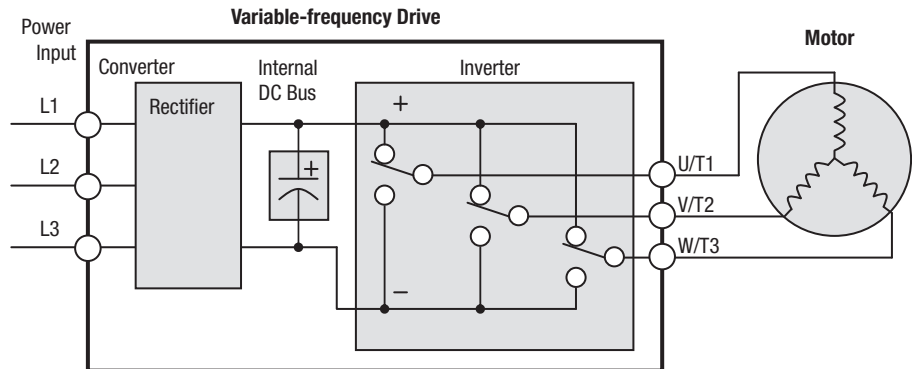 Variable-frequency Drive
Power
Input
Motor
Converter
Internal
DC Bus
Inverter
Rectifier
+
+
−
L1
L2
L3
U/T1
V/T2
W/T3